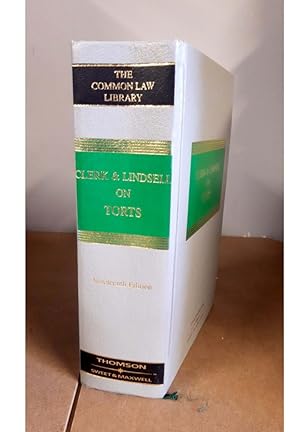 THE
COMMON LAW
LIBRARY
CLERK & LINDSELL
ON
TORTS
Nineteenth Edition
THOMSON
SWEET & MAXWELL